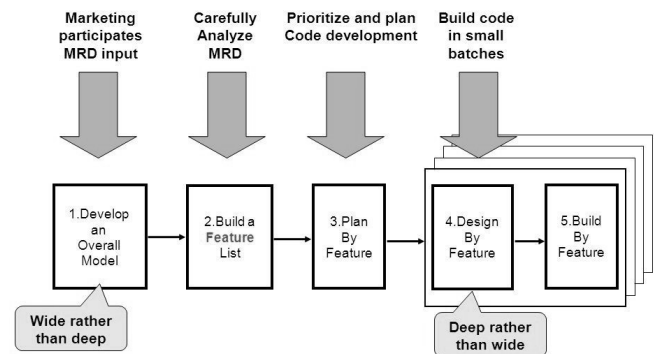 Marketing
participates
MRD input
Carefully
Analyze
MRD
Prioritize and plan
Code development
Build code
in small
batches
1.Develop
an
Overall
Model
2.Build a
Feature
List
3.Plan
By
Feature
4.Design
By
Feature
5.Build
By
Feature
Wide rather
than deep
Deep rather
than wide